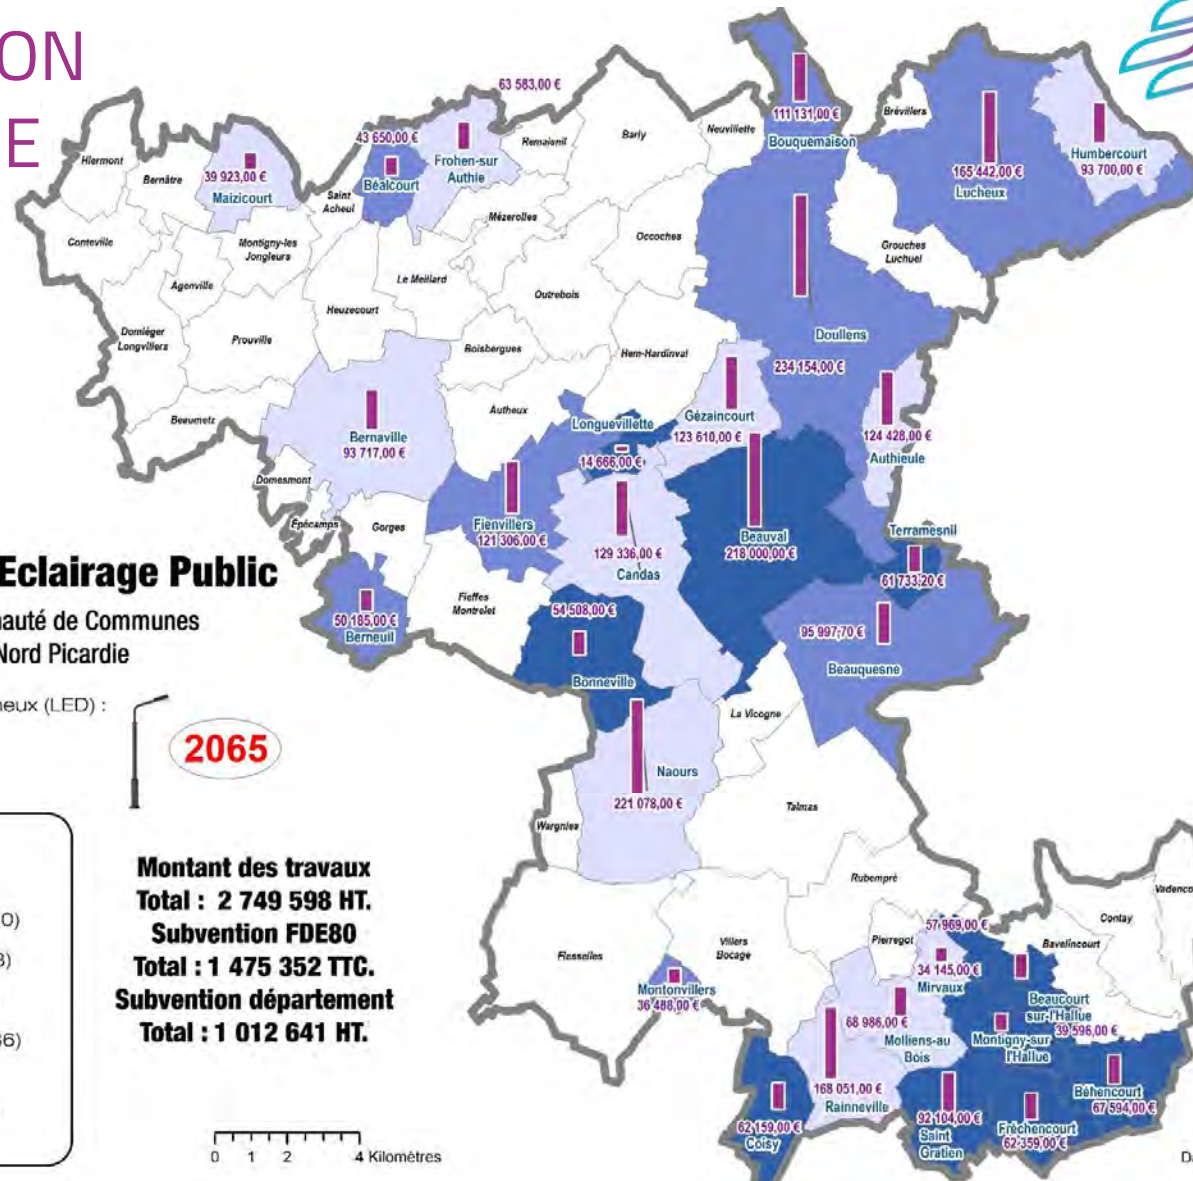 ON
E
63 583,00 €
Hiermont
Bernâtre
39 923,00 €
Maizicourt
43 650,00 €
Béalcourt
Frohen-sur
Authie
Remaisnil
Barly
Neuvillette
111 131,00 €
Bouquemaison
Brévillers
165 442,00 €
Lucheux
Humbercourt
93 700,00 €
Saint
Acheul
Conteville
Montigny-les
Jongleurs
Mézerolles
Occoches
Grouches
Luchuel
Agenville
Le Meillard
Outrebois
Heuzecourt
Domléger
Longvillers
Prouville
Boisbergues
Hem-Hardinval
Doullens
234 154,00 €
Beaumetz
Autheux
Bernaville
93 717,00 €
Longuevillette
14 666,00 €
Gézaincourt
123 610,00 €
124 428,00 €
Authieule
Domesmont
Épécamps
Gorges
Fienvillers
121 306,00 €
129 336,00 €
Candas
Beauval
218 000,00 €
Terramesnil
61 733,20 €
Eclairage Public
auté de Communes
Nord Picardie
Fieffes
Montrelet
50 185,00 €
Berneuil
54 508,00 €
Bonneville
95 997,70 €
Beauquesne
neux (LED) :
2065
La Vicogne
Naours
221 078,00 €
Talmas
Wargnies
0)
3)
36)
Montant des travaux
Total : 2 749 598 HT.
Subvention FDE80
Total : 1 475 352 TTC.
Subvention département
Total : 1 012 641 HT.
Rubempré
Vadenco
Contay
Flesselles
Villers
Bocage
Pierregot
57 969,00 €
Bavelincourt
34 145,00 €
Mirvaux
Montonvillers
36 488,00 €
Beaucourt
sur-l'Hallue
39 596,00 €
68 986,00 €
Molliens-au
Bois
Montigny-sur
l'Hallue
168 051,00 €
Rainneville
Béhencourt
67 594,00 €
62 159,00 €
Coisy
92 104,00 €
Saint
Gratien
Fréchencourt
62 359,00 €
0 1 2 4 Kilomètres
D